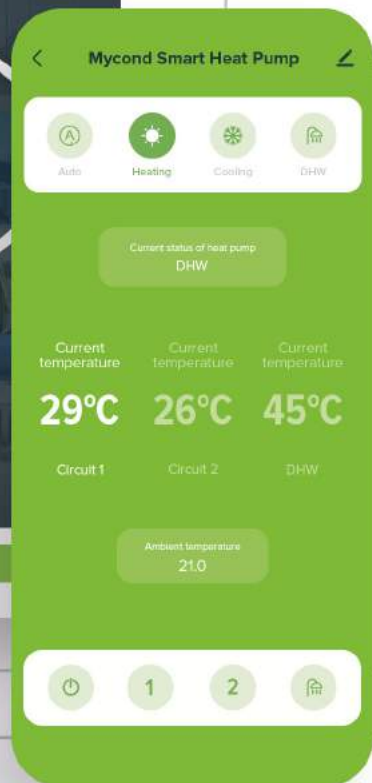 Mycond Smart Heat Pump
A
Auto
Heating
Cooling
DHW
Current status of heat pump
DHW
Current temperature
Current temperature
Current temperature
29°C
26°C
45°C
Circuit 1
Circuit 2
DHW
Ambient temperature
21.0
1
2